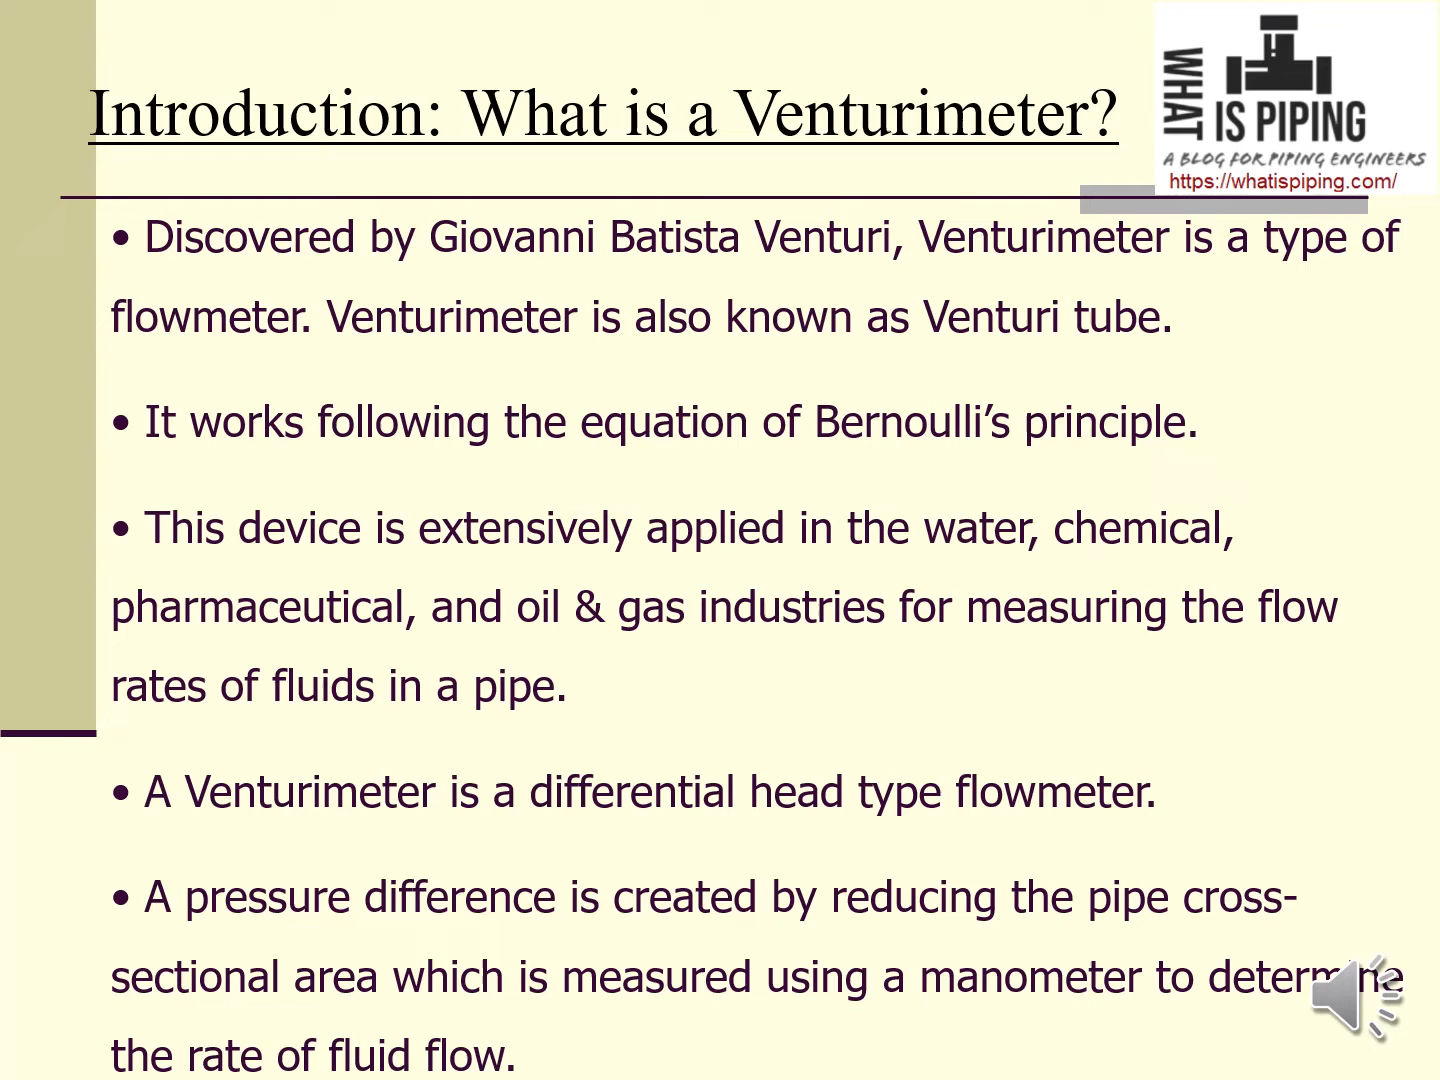 Introduction: What is a Venturimeter?
WHAT
IS PIPING
A BLOG FOR PIPING ENGINEERS
https://whatispiping.com/
• Discovered by Giovanni Batista Venturi, Venturimeter is a type of
flowmeter. Venturimeter is also known as Venturi tube.
• It works following the equation of Bernoulli’s principle.
• This device is extensively applied in the water, chemical,
pharmaceutical, and oil & gas industries for measuring the flow
rates of fluids in a pipe.
• A Venturimeter is a differential head type flowmeter.
• A pressure difference is created by reducing the pipe cross-
sectional area which is measured using a manometer to determine
the rate of fluid flow.